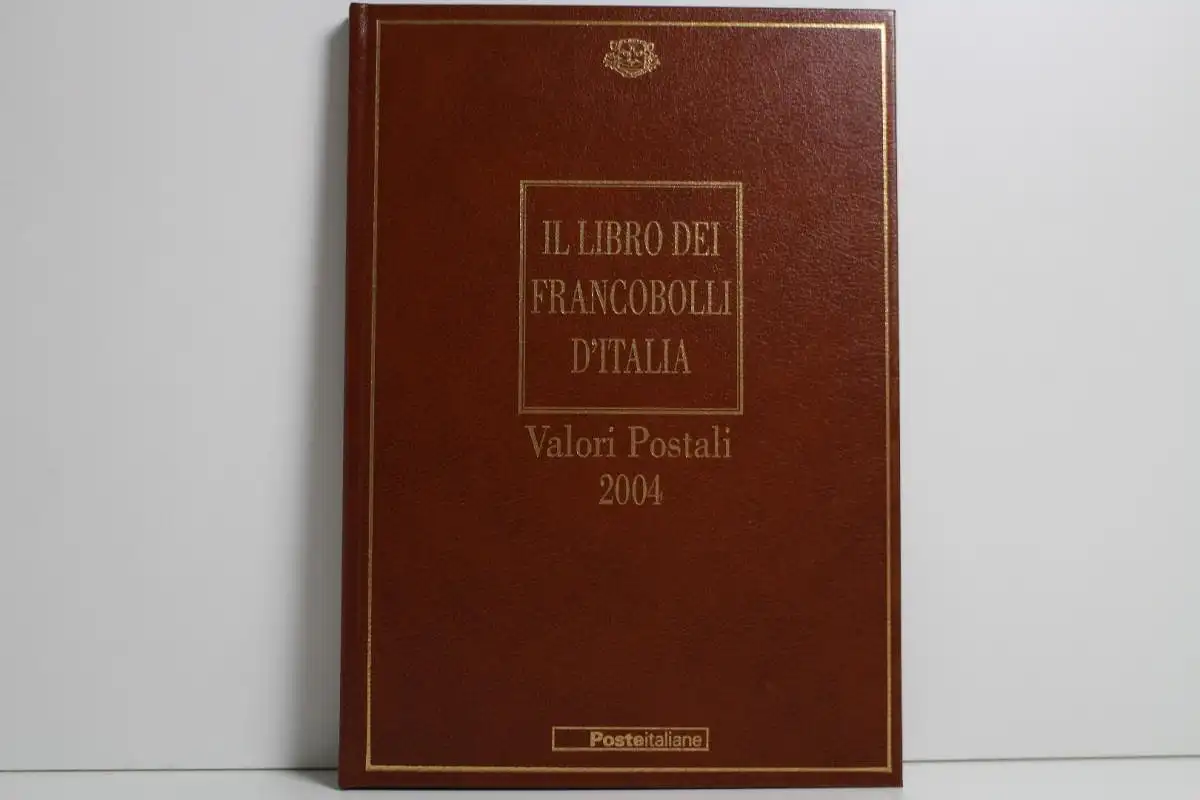 IL LIBRO DEI
FRANCOBOLLI
D'ITALIA
Valori Postali
2004
Posteitaliane